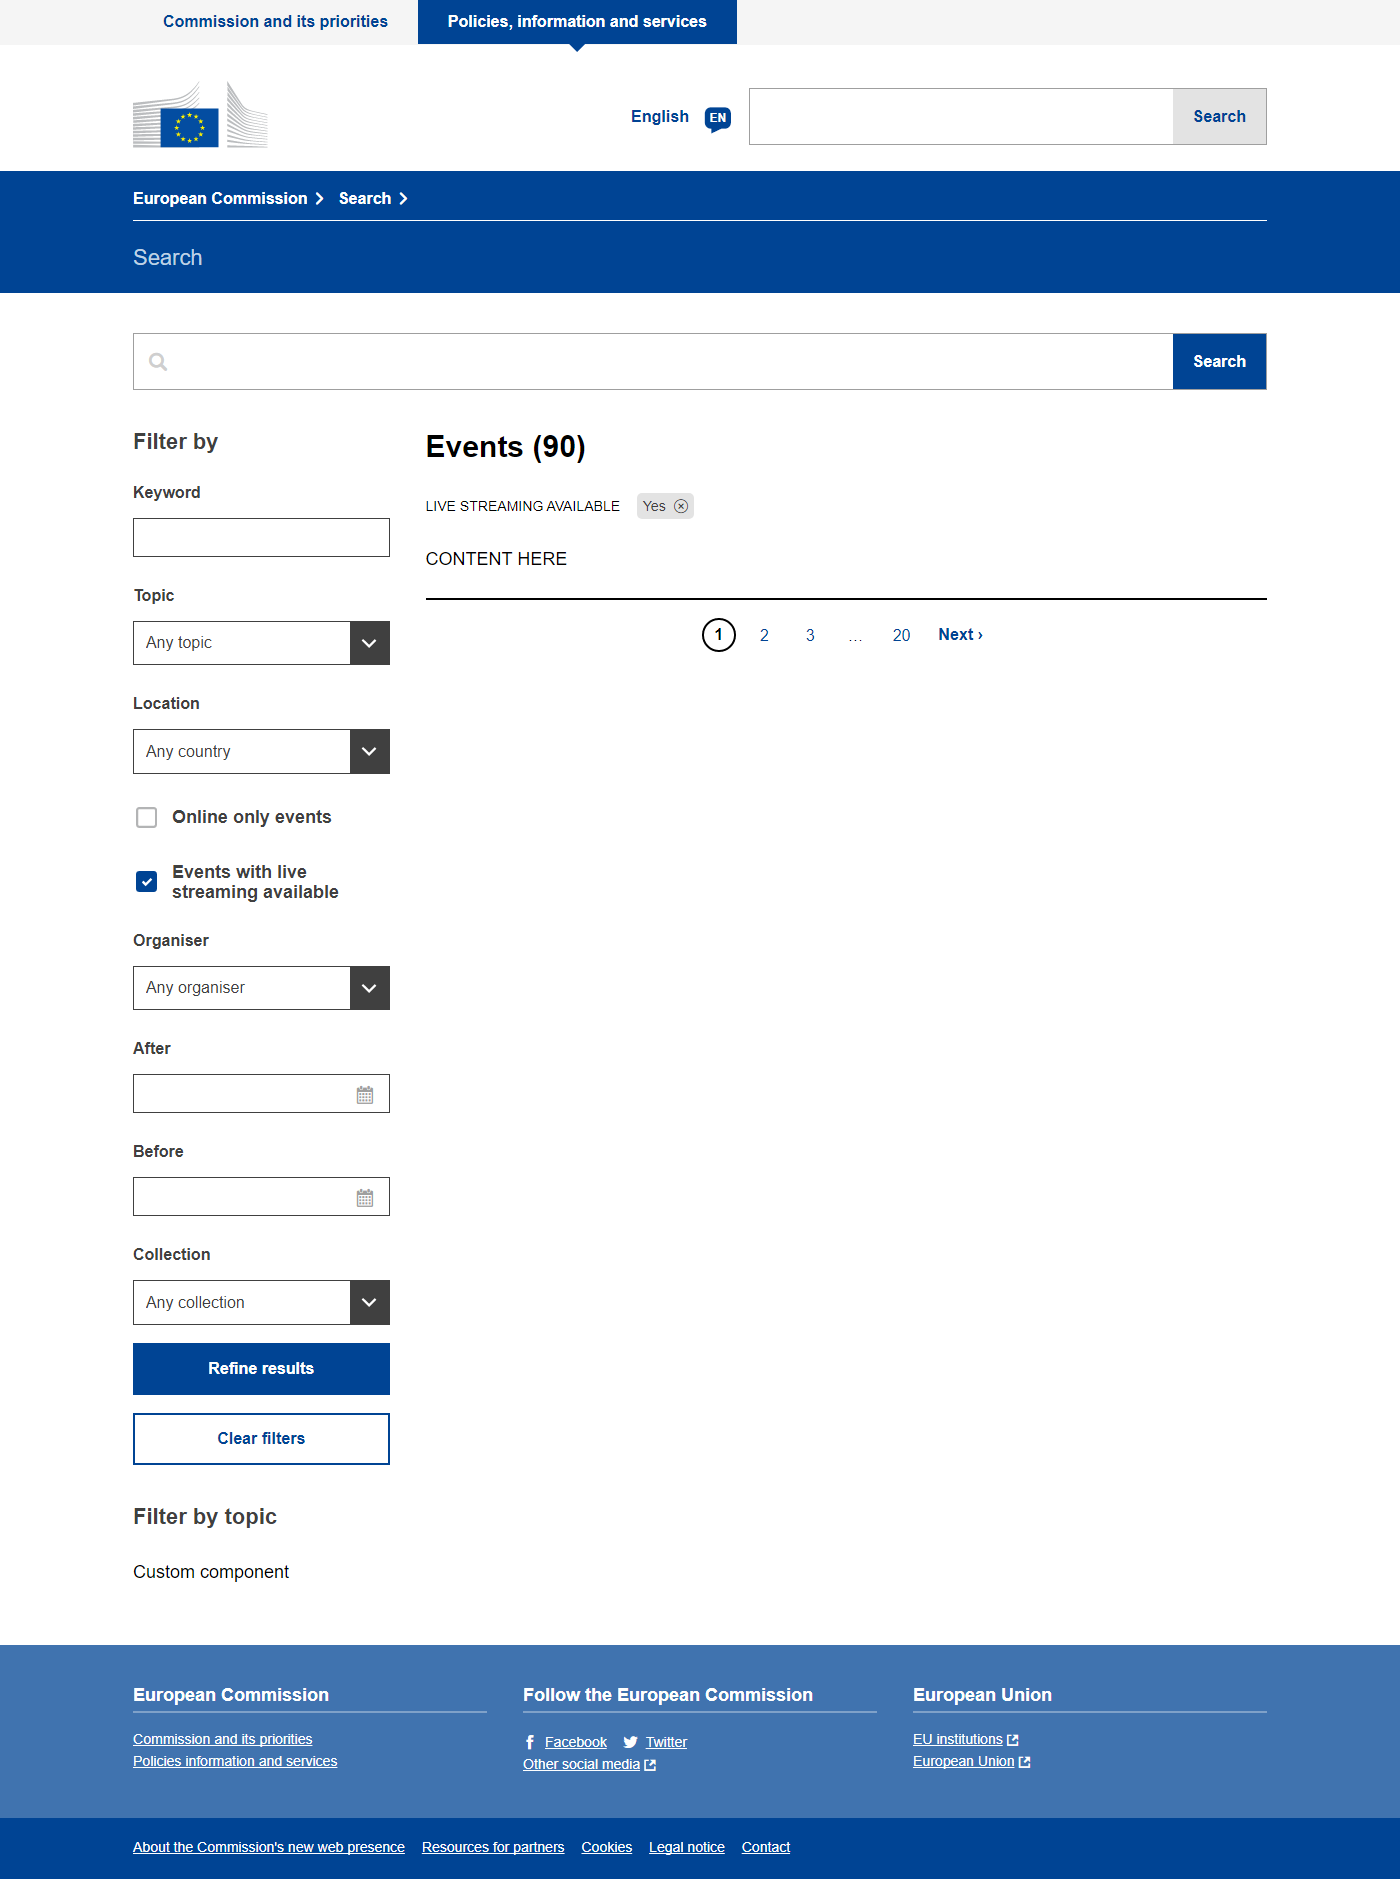 Commission and its priorities
Policies, information and services
English
EN
Search
European Commission
Search
Search
Search
Filter by
Keyword
Topic
Any topic
Location
Any country
Online only events
Events with live
streaming available
Organiser
Any organiser
After
Before
Collection
Any collection
Refine results
Clear filters
Filter by topic
Custom component
Events (90)
LIVE STREAMING AVAILABLE Yes
CONTENT HERE
1 2 3 … 20 Next ›
European Commission
Commission and its priorities
Policies information and services
Follow the European Commission
Facebook Twitter
Other social media
European Union
EU institutions
European Union
About the Commission's new web presence Resources for partners Cookies Legal notice Contact